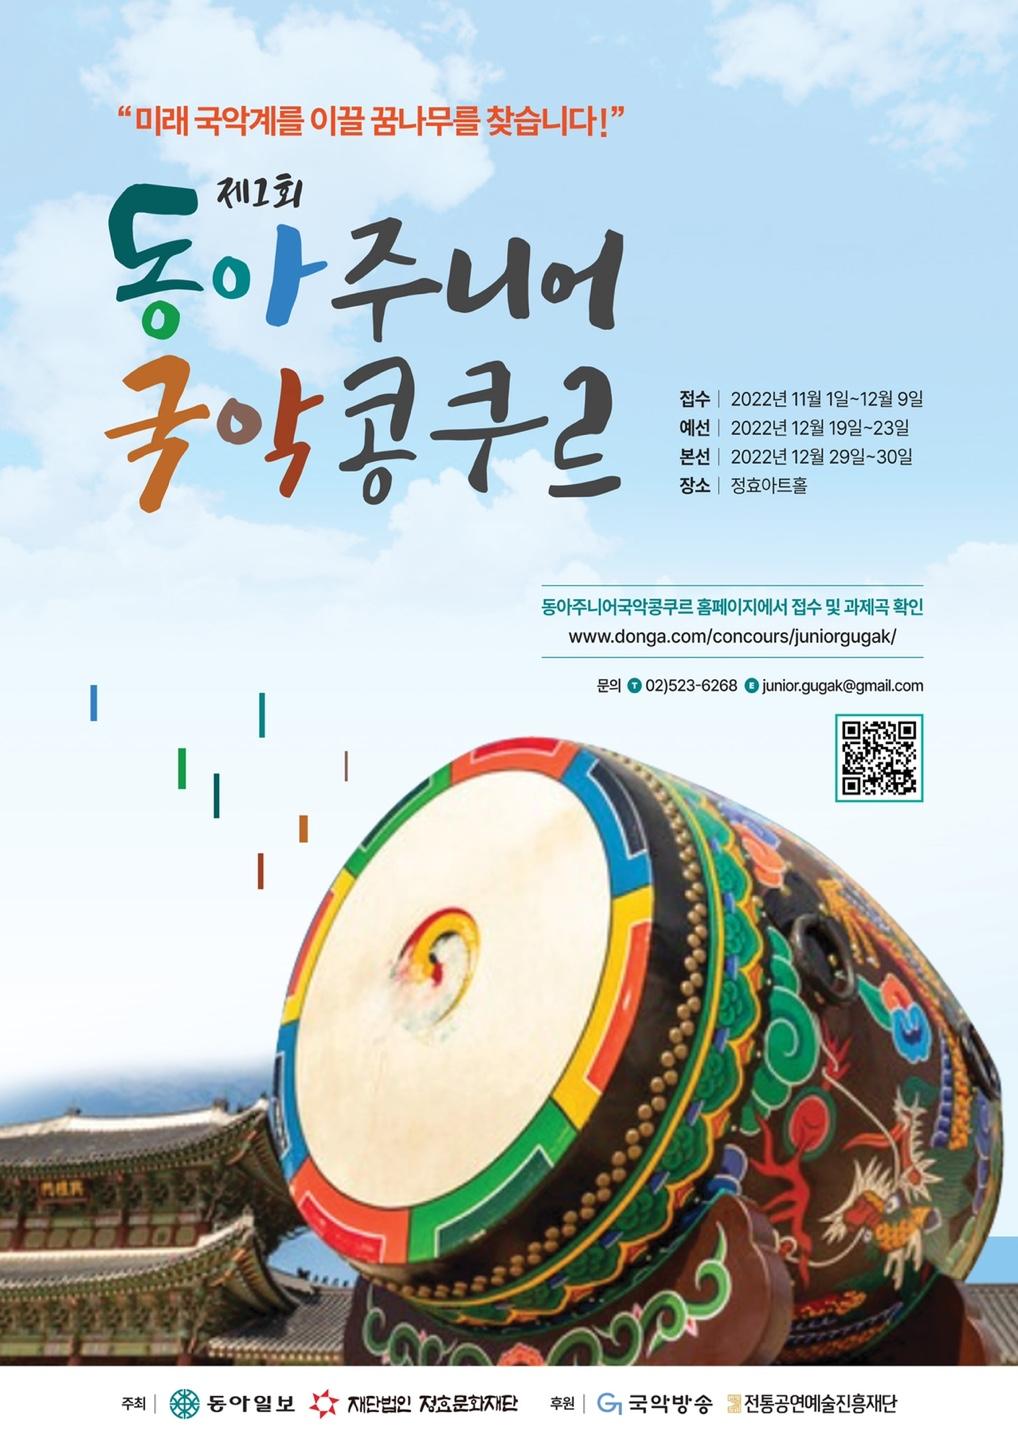 “미래 국악계를 이끌 꿈나무를 찾습니다!”
제1회
동아주니어
국악콩쿠르
접수 | 2022년 11월 1일~12월 9일
예선 | 2022년 12월 19일~23일
본선 | 2022년 12월 29일~30일
장소 | 정효아트홀
동아주니어국악콩쿠르 홈페이지에서 접수 및 과제곡 확인
www.donga.com/concours/juniorgugak/
문의 T 02)523-6268 E junior.gugak@gmail.com
주최 | 동아일보 재단법인 정효문화재단 후원 | 국악방송 전통공연예술진흥재단